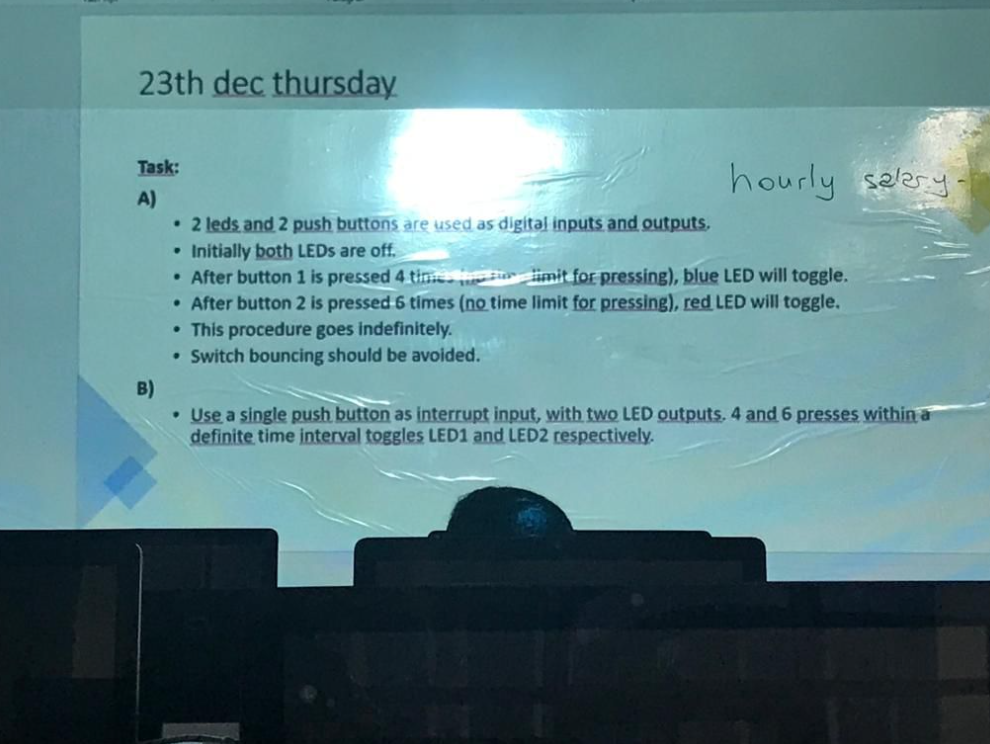 23th dec thursday
Task:
hourly salary-
A)
• 2 leds and 2 push buttons are used as digital inputs and outputs.
• Initially both LEDs are off.
• After button 1 is pressed 4 times (no time limit for pressing), blue LED will toggle.
• After button 2 is pressed 6 times (no time limit for pressing), red LED will toggle.
• This procedure goes indefinitely.
• Switch bouncing should be avoided.
B)
• Use a single push button as interrupt input, with two LED outputs. 4 and 6 presses within a
definite time interval toggles LED1 and LED2 respectively.